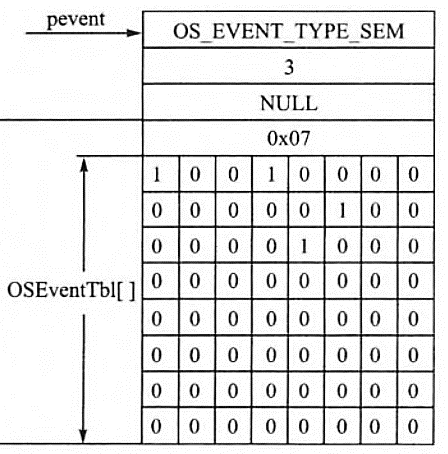 pevent
OS_EVENT_TYPE_SEM
3
NULL
0x07
OSEventTbl[ ]
1 0 0 1 0 0 0 0
0 0 0 0 0 1 0 0
0 0 0 0 1 0 0 0
0 0 0 0 0 0 0 0
0 0 0 0 0 0 0 0
0 0 0 0 0 0 0 0
0 0 0 0 0 0 0 0
0 0 0 0 0 0 0 0